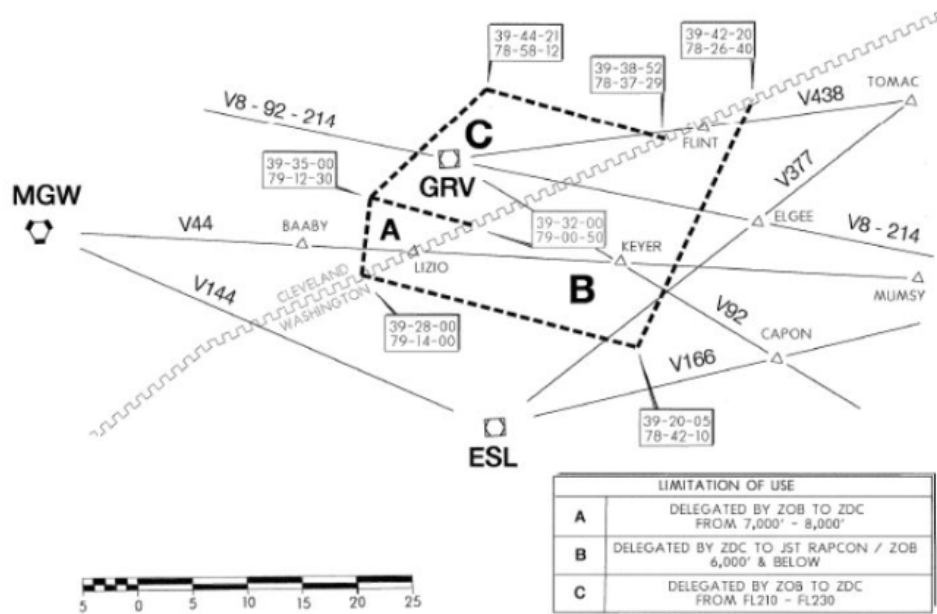 39-44-21
78-58-12
39-42-20
78-26-40
39-38-52
78-37-29
TOMAC
V8 - 92 - 214
V438
FLINT
C
GRV
39-35-00
79-12-30
V377
MGW
V44
BAABY
A
LIZIO
39-32-00
79-00-50
KEYER
ELGEE
V8 - 214
MUMSY
CLEVELAND
WASHINGTON
B
V144
V92
39-28-00
79-14-00
CAPON
V166
39-20-05
78-42-10
ESL
LIMITATION OF USE
A DELEGATED BY ZOB TO ZDC
FROM 7,000' - 8,000'
B DELEGATED BY ZDC TO JST RAPCON / ZOB
6,000' & BELOW
C DELEGATED BY ZOB TO ZDC
FROM FL210 - FL230
5 0 5 10 15 20 25